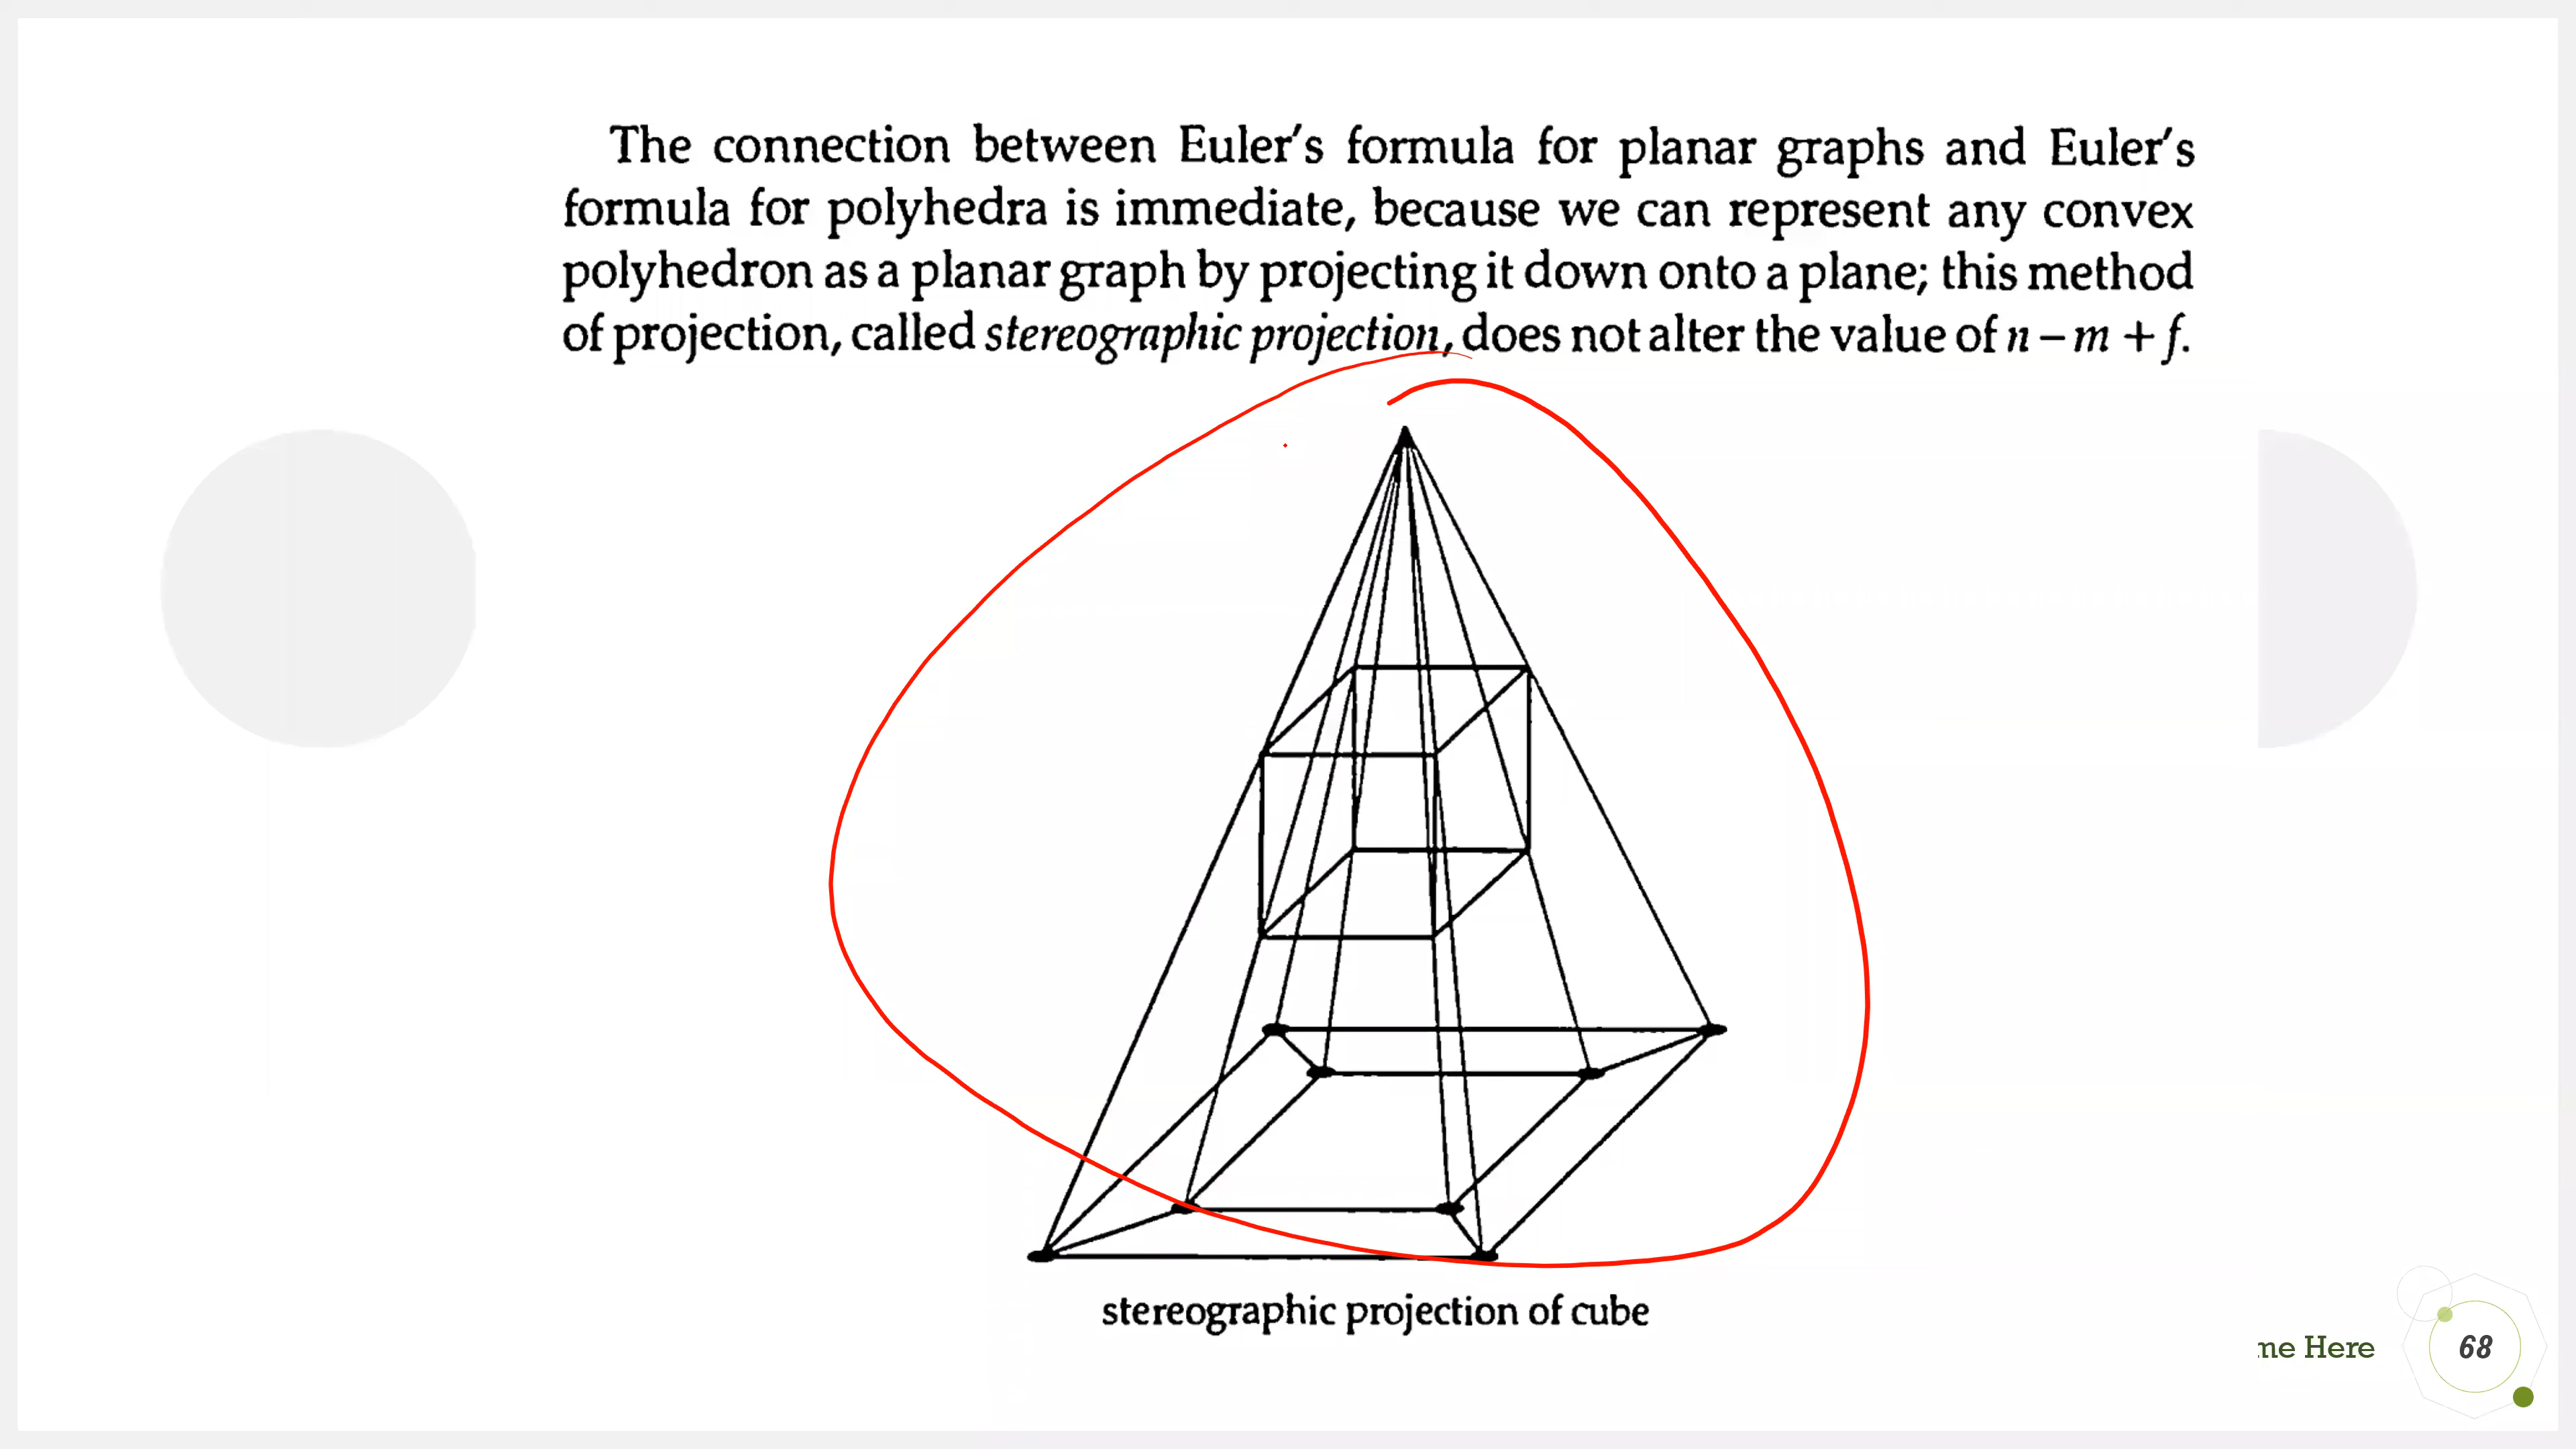 The connection between Euler's formula for planar graphs and Euler's
formula for polyhedra is immediate, because we can represent any convex
polyhedron as a planar graph by projecting it down onto a plane; this method
of projection, called stereographic projection, does not alter the value of n – m + f.
stereographic projection of cube
me Here
68